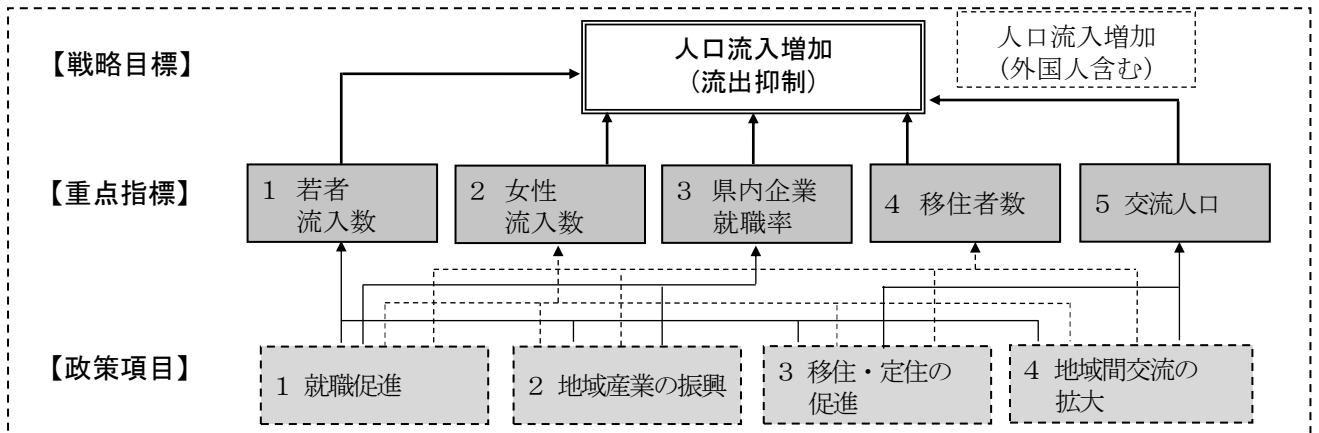 【戦略目標】
人口流入増加
(流出抑制)
人口流入増加
(外国人含む)
【重点指標】
１ 若者
流入数
２ 女性
流入数
３ 県内企業
就職率
４ 移住者数
５ 交流人口
【政策項目】
１ 就職促進
２ 地域産業の振興
３ 移住・定住の
促進
４ 地域間交流の
拡大